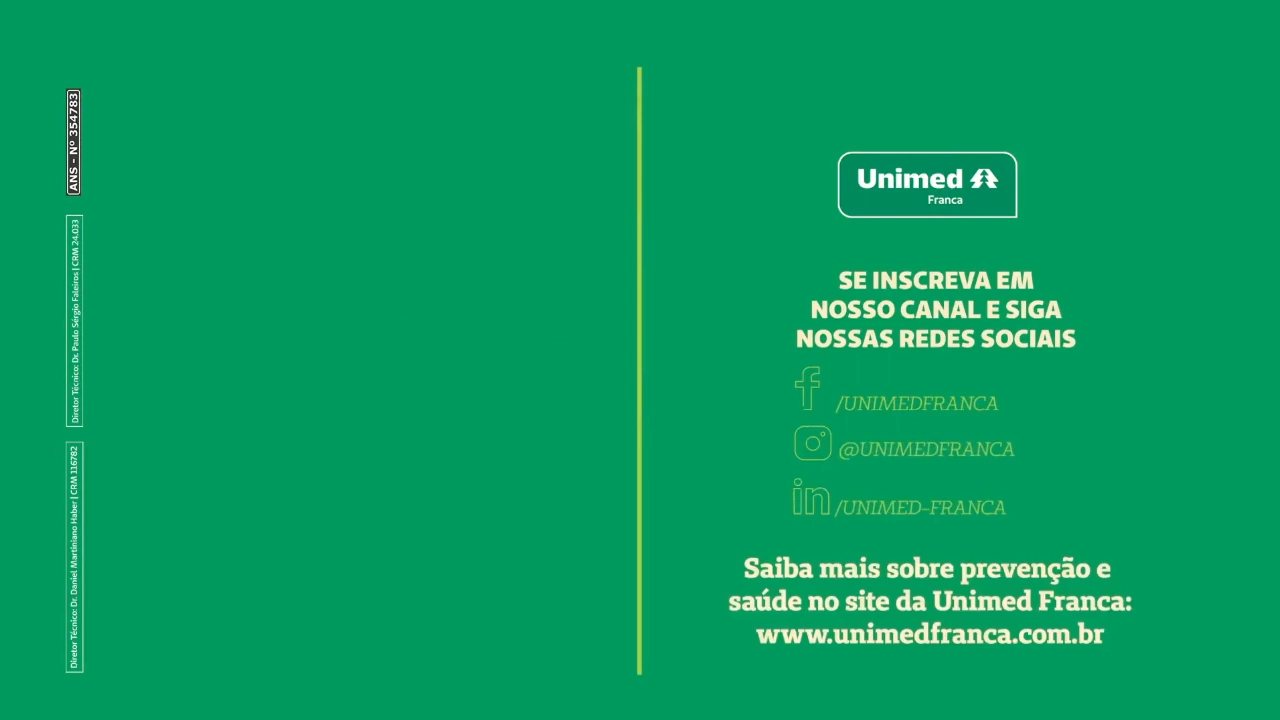 ANS - Nº 354783
Diretor Técnico: Dr. Paulo Sérgio Faleiros | CRM 24.033
Diretor Técnico: Dr. Daniel Martiniano Haber | CRM 116782
Unimed
Franca
SE INSCREVA EM
NOSSO CANAL E SIGA
NOSSAS REDES SOCIAIS
/UNIMEDFRANCA
@UNIMEDFRANCA
/UNIMED-FRANCA
Saiba mais sobre prevenção e
saúde no site da Unimed Franca:
www.unimedfranca.com.br